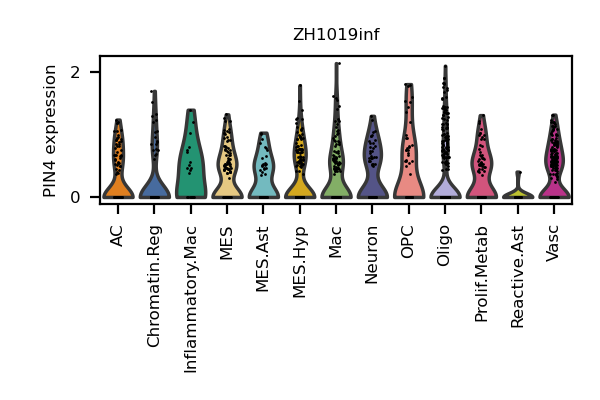 ZH1019inf
PIN4 expression
2
0
AC
Chromatin.Reg
Inflammatory.Mac
MES
MES.Ast
MES.Hyp
Mac
Neuron
OPC
Oligo
Prolif.Metab
Reactive.Ast
Vasc